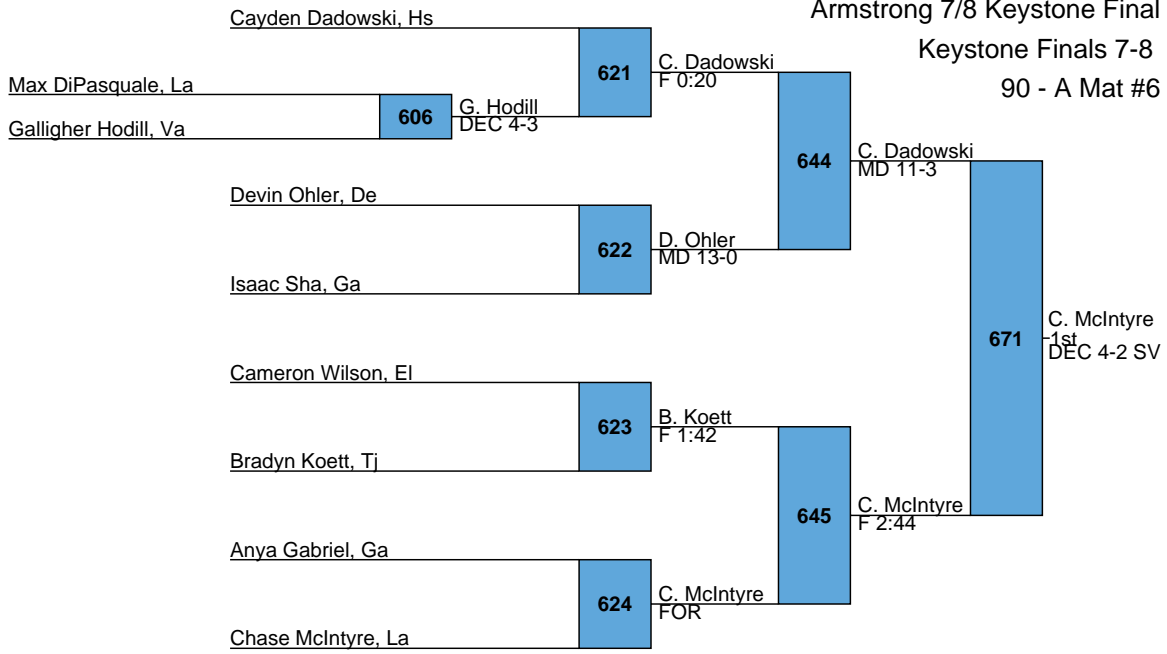 Armstrong 7/8 Keystone Final
Keystone Finals 7-8
90 - A Mat #6
Cayden Dadowski, Hs
621
C. Dadowski
F 0:20
Max DiPasquale, La
606
G. Hodill
DEC 4-3
Galligher Hodill, Va
644
C. Dadowski
MD 11-3
Devin Ohler, De
622
D. Ohler
MD 13-0
Isaac Sha, Ga
671
C. McIntyre
1st
DEC 4-2 SV
Cameron Wilson, El
623
B. Koett
F 1:42
Bradyn Koett, Tj
645
C. McIntyre
F 2:44
Anya Gabriel, Ga
624
C. McIntyre
FOR
Chase McIntyre, La